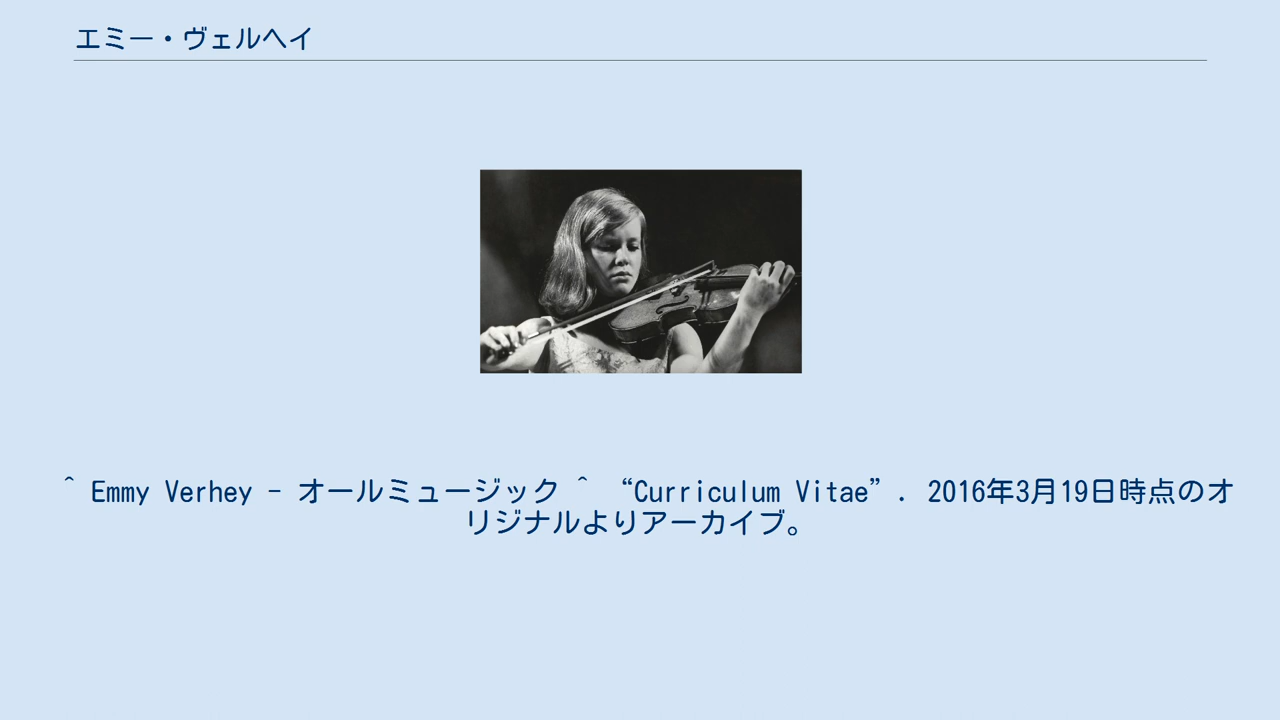 エミー・ヴェルヘイ
^ Emmy Verhey - オールミュージック ^ “Curriculum Vitae”. 2016年3月19日時点のオ
リジナルよりアーカイブ。